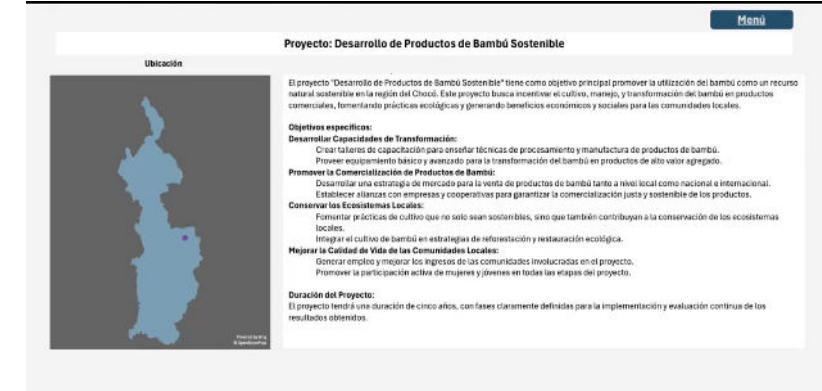 Menú
Proyecto: Desarrollo de Productos de Bambú Sostenible
Ubicación
El proyecto "Desarrollo de Productos de Bambú Sostenible" tiene como objetivo principal promover la utilización del bambú como un recurso
natural sostenible en la región del Chocó. Este proyecto busca incentivar el cultivo, manejo, y transformación del bambú en productos
comerciales, fomentando prácticas ecológicas y generando beneficios económicos y sociales para las comunidades locales.
Objetivos específicos:
Desarrollar Capacidades de Transformación:
Crear talleres de capacitación para enseñar técnicas de procesamiento y manufactura de productos de bambú.
Proveer equipamiento básico y avanzado para la transformación del bambú en productos de alto valor agregado.
Promover la Comercialización de Productos de Bambú:
Desarrollar una estrategia de mercado para la venta de productos de bambú tanto a nivel local como nacional e internacional.
Establecer alianzas con empresas y cooperativas para garantizar la comercialización justa y sostenible de los productos.
Conservar los Ecosistemas Locales:
Fomentar prácticas de cultivo que no solo sean sostenibles, sino que también contribuyan a la conservación de los ecosistemas
locales.
Integrar el cultivo de bambú en estrategias de reforestación y restauración ecológica.
Mejorar la Calidad de Vida de las Comunidades Locales:
Generar empleo y mejorar los ingresos de las comunidades involucradas en el proyecto.
Promover la participación activa de mujeres y jóvenes en todas las etapas del proyecto.
Duración del Proyecto:
El proyecto tendrá una duración de cinco años, con fases claramente definidas para la implementación y evaluación continua de los
resultados obtenidos.
Powered by Bing
© OpenStreetMap